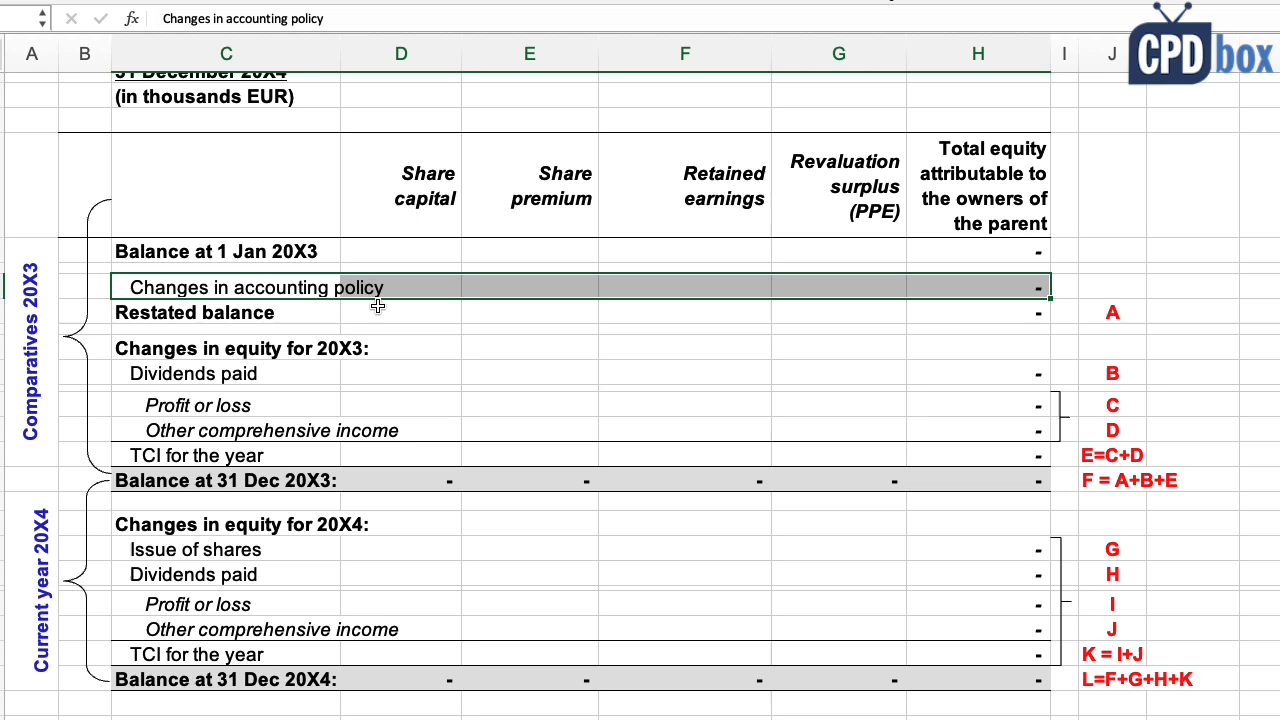 fx Changes in accounting policy
CPD box
A B C D E F G H I J
31 December 20X4
(in thousands EUR)
Share capital
Share premium
Retained earnings
Revaluation surplus (PPE)
Total equity attributable to the owners of the parent
Comparatives 20X3
Balance at 1 Jan 20X3 -
Changes in accounting policy -
Restated balance - A
Changes in equity for 20X3:
Dividends paid - B
Profit or loss - C
Other comprehensive income - D
TCI for the year - E=C+D
Balance at 31 Dec 20X3: - - - - - F = A+B+E
Current year 20X4
Changes in equity for 20X4:
Issue of shares - G
Dividends paid - H
Profit or loss - I
Other comprehensive income - J
TCI for the year - K = I+J
Balance at 31 Dec 20X4: - - - - - L=F+G+H+K